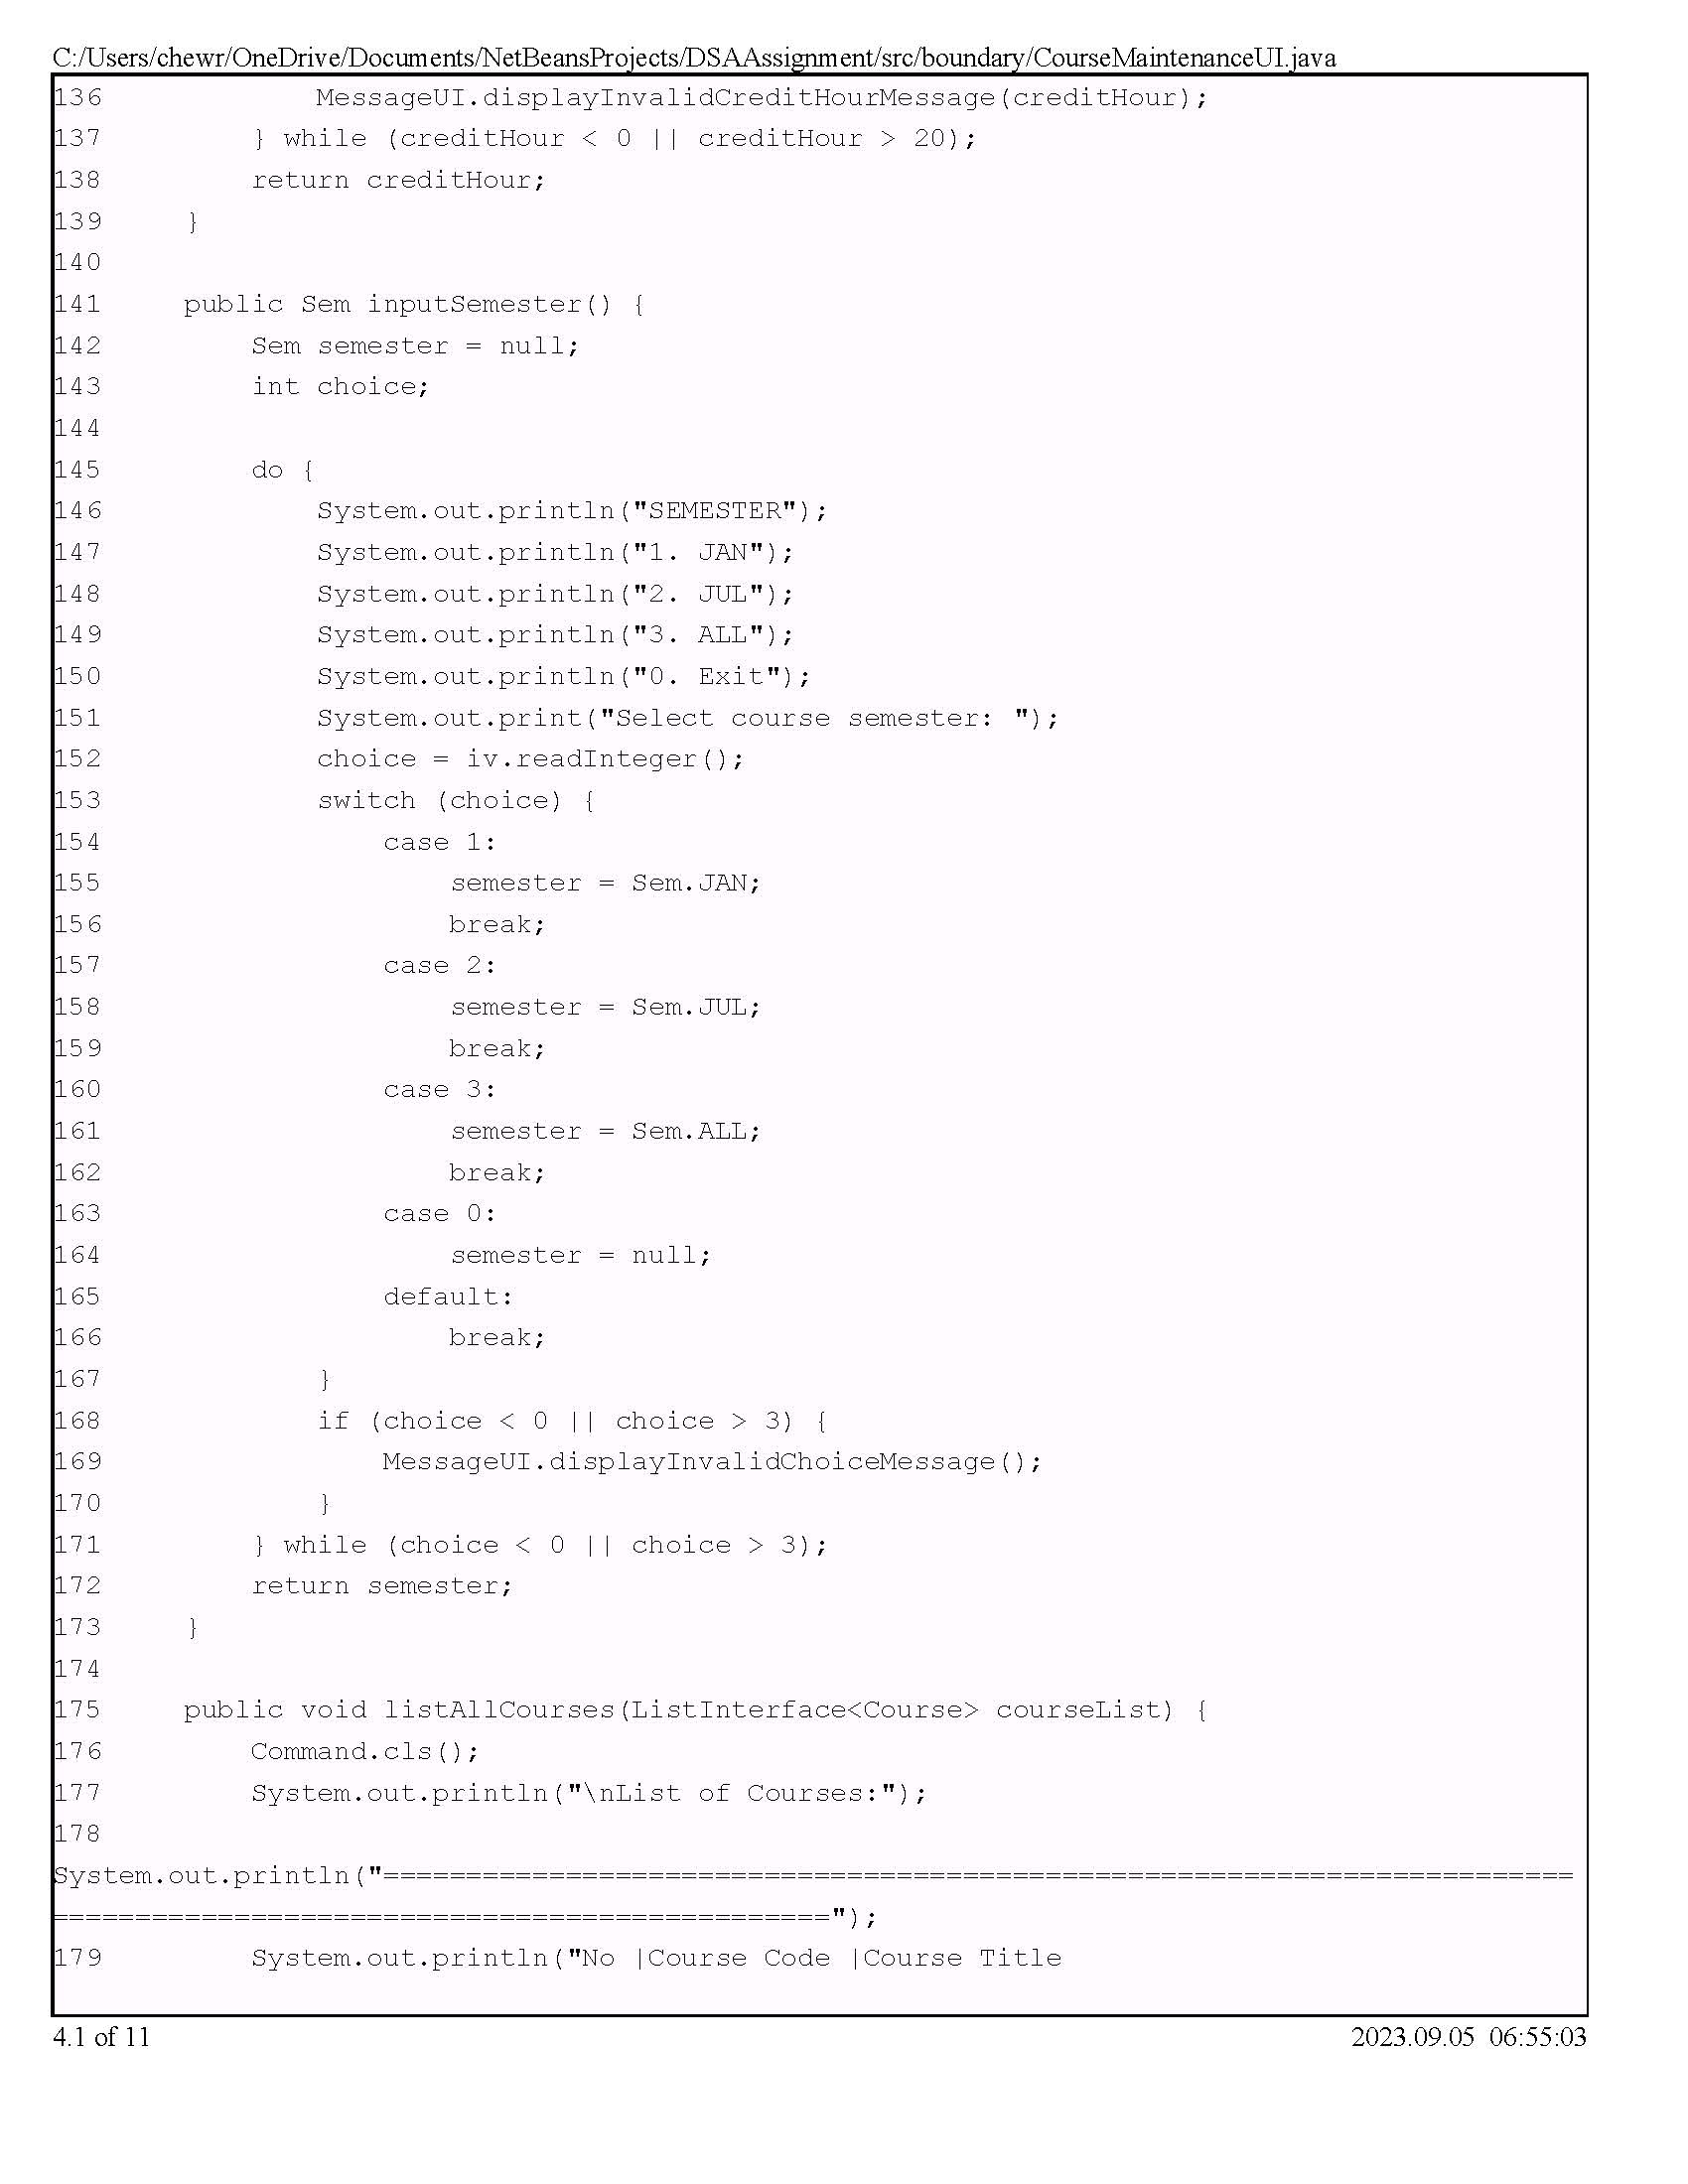 C:/Users/chewr/OneDrive/Documents/NetBeansProjects/DSAAssignment/src/boundary/CourseMaintenanceUI.java
136             MessageUI.displayInvalidCreditHourMessage(creditHour);
137         } while (creditHour < 0 || creditHour > 20);
138         return creditHour;
139     }
140
141     public Sem inputSemester() {
142         Sem semester = null;
143         int choice;
144
145         do {
146             System.out.println("SEMESTER");
147             System.out.println("1. JAN");
148             System.out.println("2. JUL");
149             System.out.println("3. ALL");
150             System.out.println("0. Exit");
151             System.out.print("Select course semester: ");
152             choice = iv.readInteger();
153             switch (choice) {
154                 case 1:
155                     semester = Sem.JAN;
156                     break;
157                 case 2:
158                     semester = Sem.JUL;
159                     break;
160                 case 3:
161                     semester = Sem.ALL;
162                     break;
163                 case 0:
164                     semester = null;
165                 default:
166                     break;
167             }
168             if (choice < 0 || choice > 3) {
169                 MessageUI.displayInvalidChoiceMessage();
170             }
171         } while (choice < 0 || choice > 3);
172         return semester;
173     }
174
175     public void listAllCourses(ListInterface<Course> courseList) {
176         Command.cls();
177         System.out.println("\nList of Courses:");
178
System.out.println("========================================================================
===============================================");
179         System.out.println("No |Course Code |Course Title
4.1 of 11
2023.09.05 06:55:03